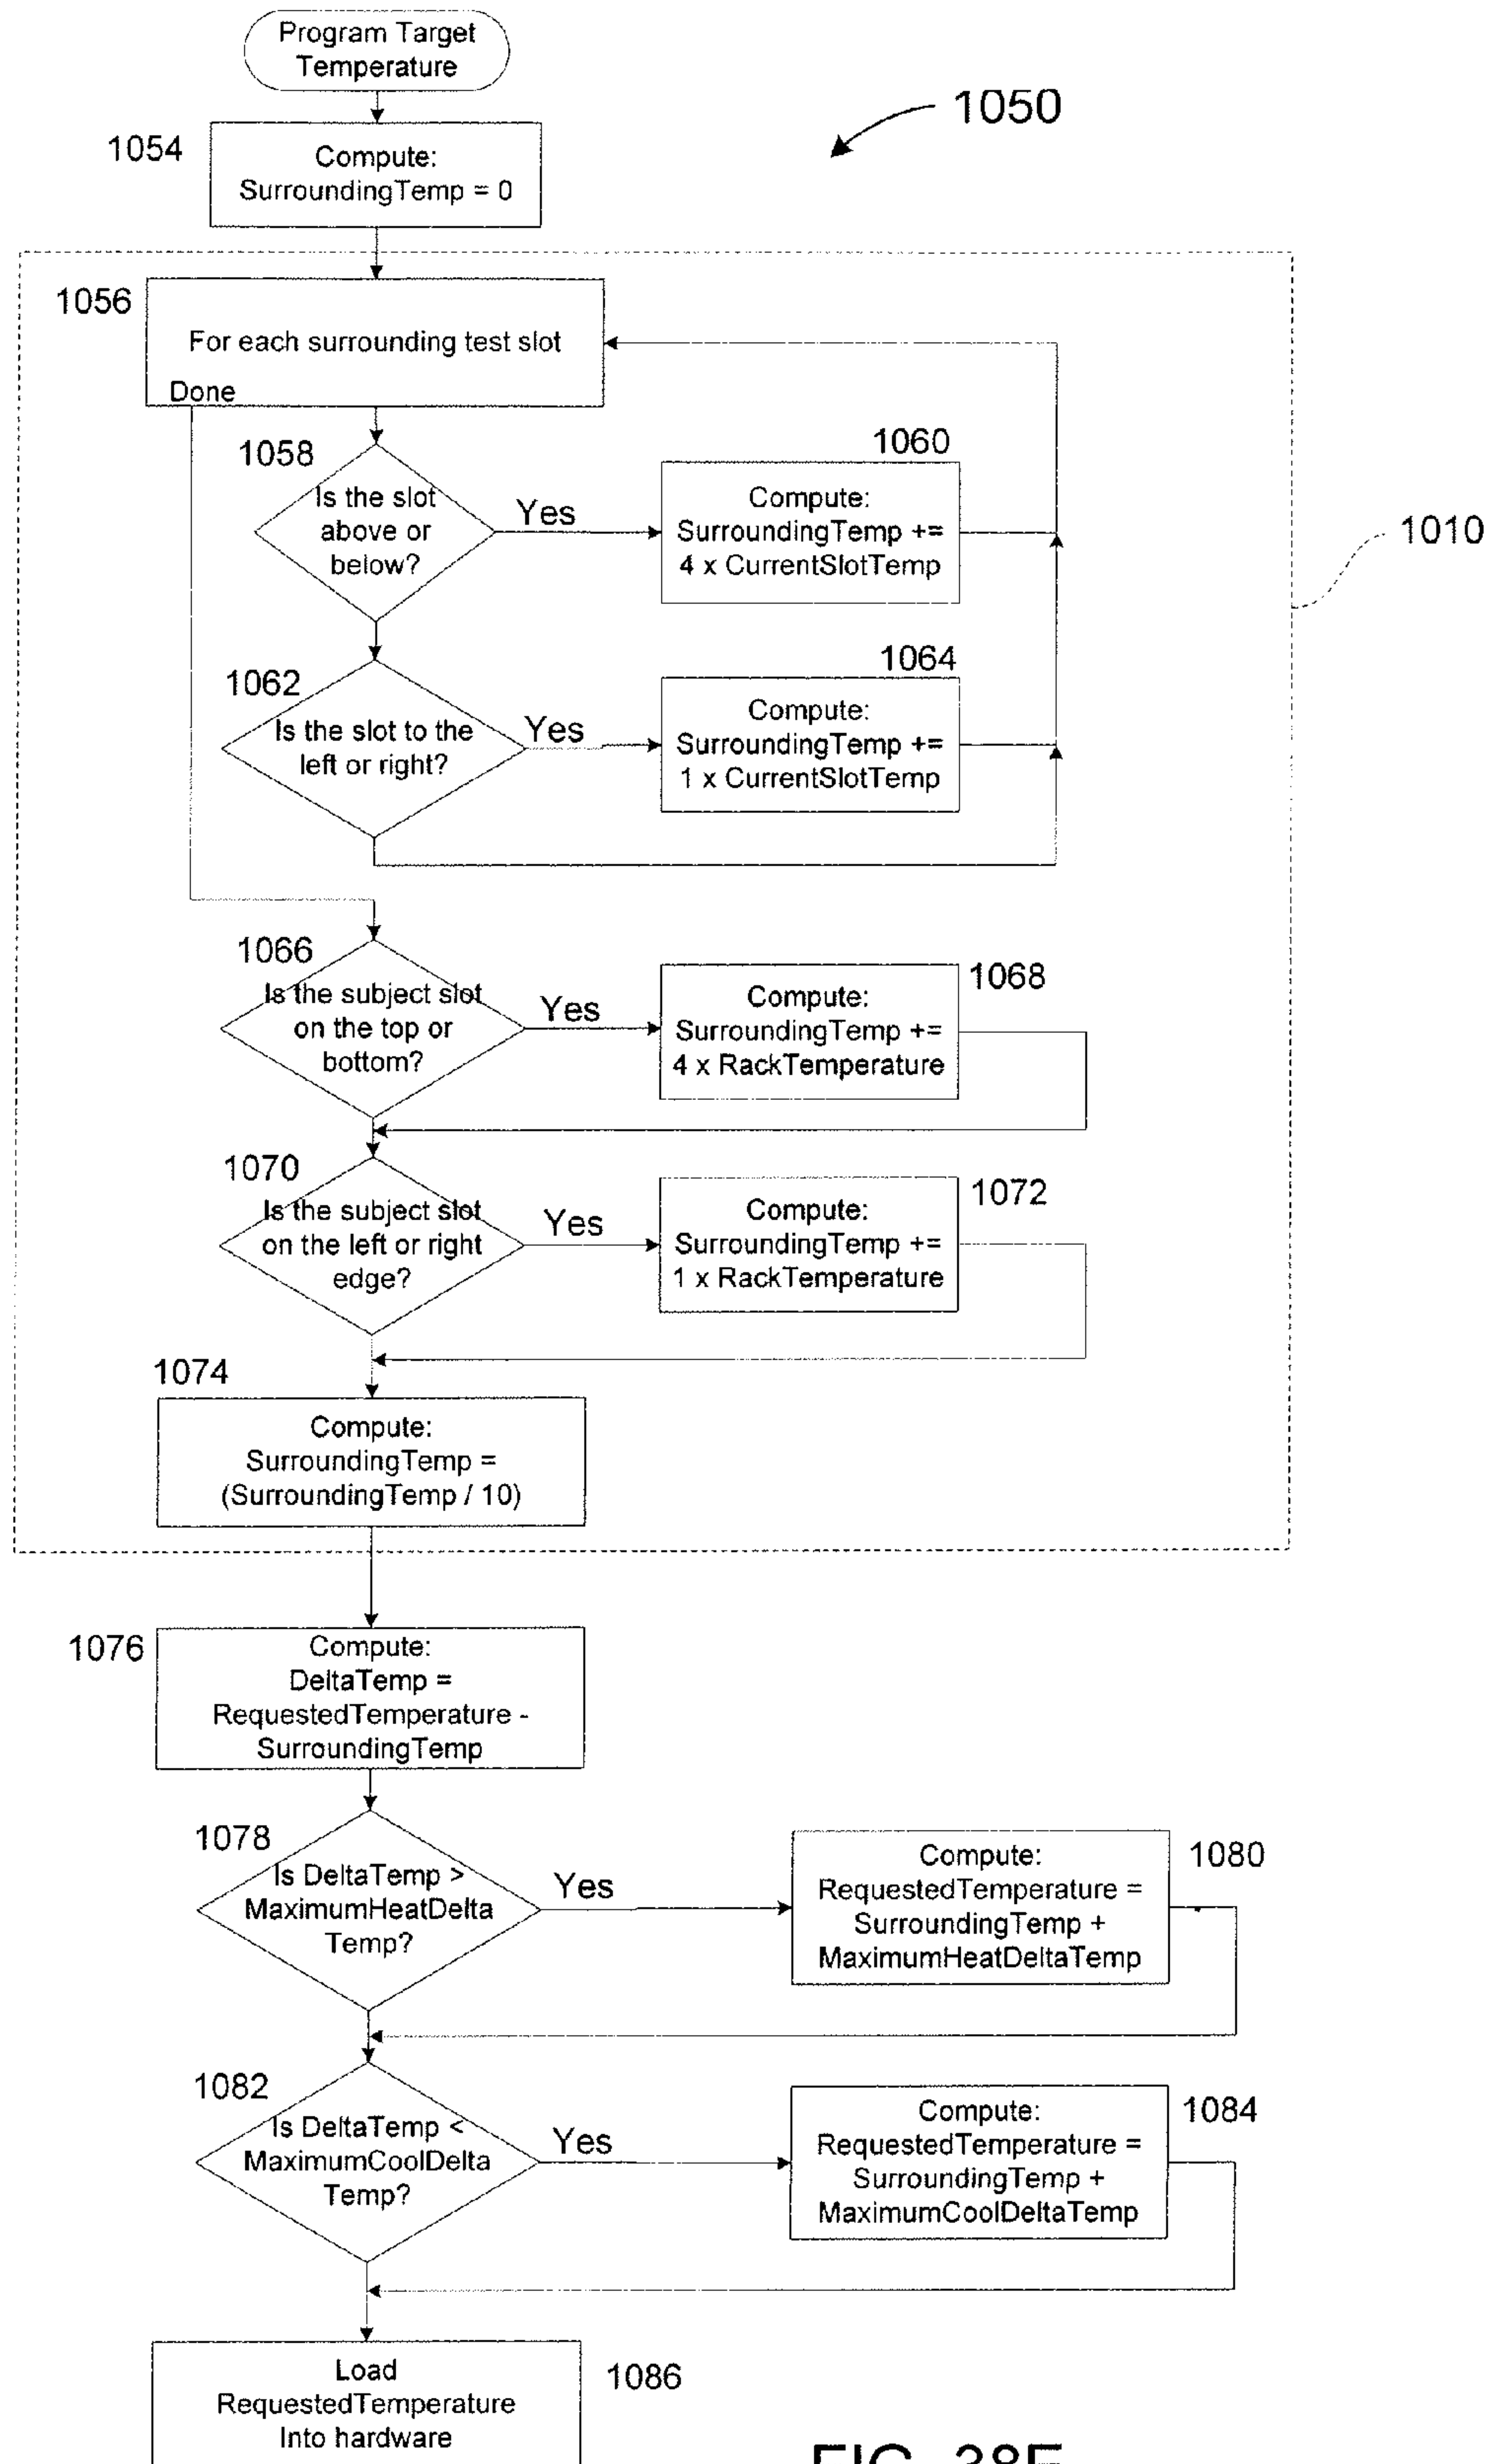 Program Target
Temperature
1050
1054
Compute:
SurroundingTemp = 0
1056
For each surrounding test slot
Done
1058
Is the slot
above or
below?
Yes
1060
Compute:
SurroundingTemp +=
4 x CurrentSlotTemp
1010
1062
Is the slot to the
left or right?
Yes
1064
Compute:
SurroundingTemp +=
1 x CurrentSlotTemp
1066
Is the subject slot
on the top or
bottom?
Yes
1068
Compute:
SurroundingTemp +=
4 x RackTemperature
1070
Is the subject slot
on the left or right
edge?
Yes
1072
Compute:
SurroundingTemp +=
1 x RackTemperature
1074
Compute:
SurroundingTemp =
(SurroundingTemp / 10)
1076
Compute:
DeltaTemp =
RequestedTemperature -
SurroundingTemp
1078
Is DeltaTemp >
MaximumHeatDelta
Temp?
Yes
1080
Compute:
RequestedTemperature =
SurroundingTemp +
MaximumHeatDeltaTemp
1082
Is DeltaTemp <
MaximumCoolDelta
Temp?
Yes
1084
Compute:
RequestedTemperature =
SurroundingTemp +
MaximumCoolDeltaTemp
1086
Load
RequestedTemperature
Into hardware